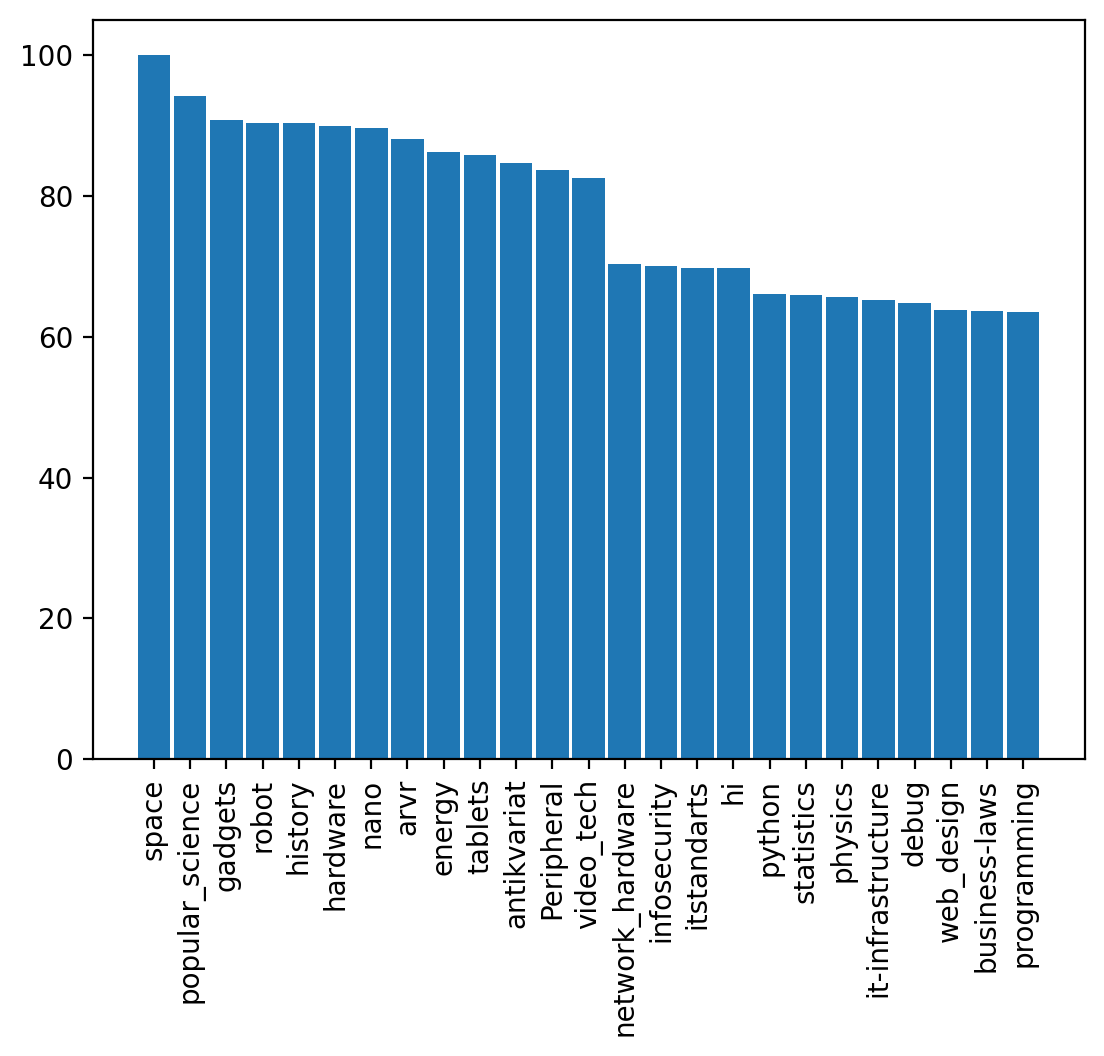 100
80
60
40
20
0
space
popular_science
gadgets
robot
history
hardware
nano
arvr
energy
tablets
antikvariat
Peripheral
video_tech
network_hardware
infosecurity
itstandarts
hi
python
statistics
physics
it-infrastructure
debug
web_design
business-laws
programming